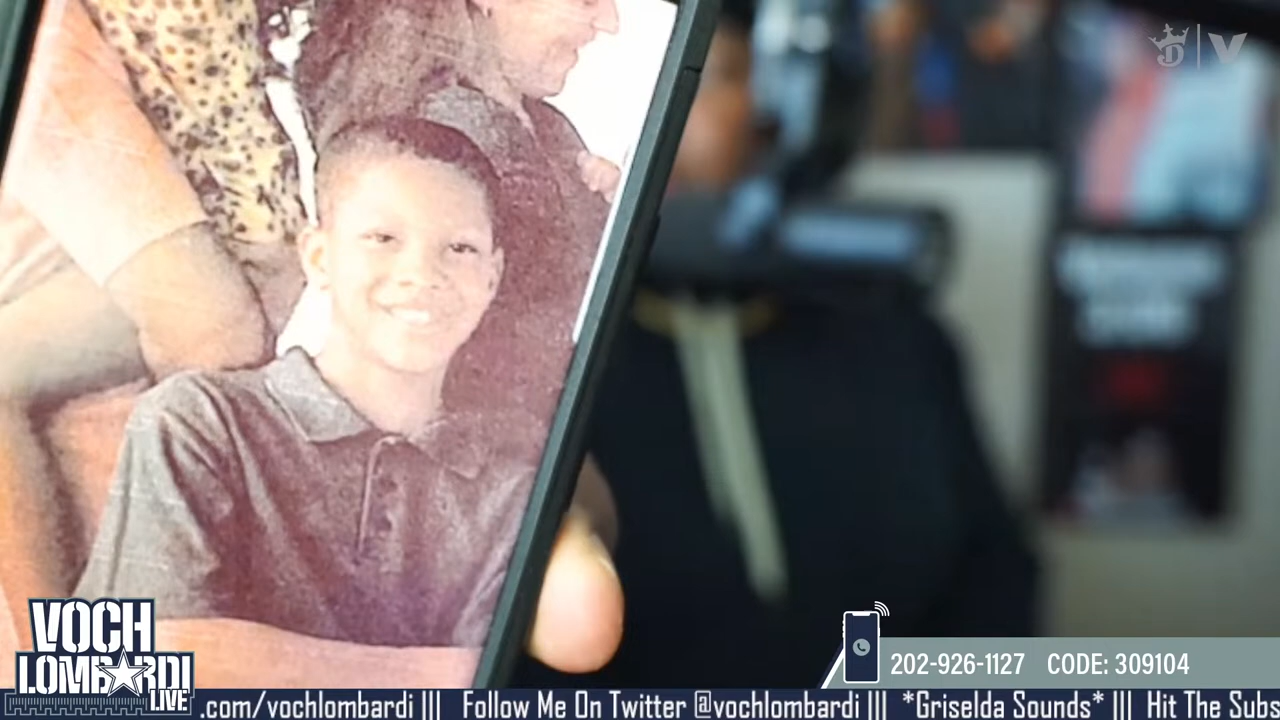 VOCH
LOMBARDI
LIVE
202-926-1127 CODE: 309104
.com/vochlombardi ||| Follow Me On Twitter @vochlombardi ||| *Griselda Sounds* ||| Hit The Subs